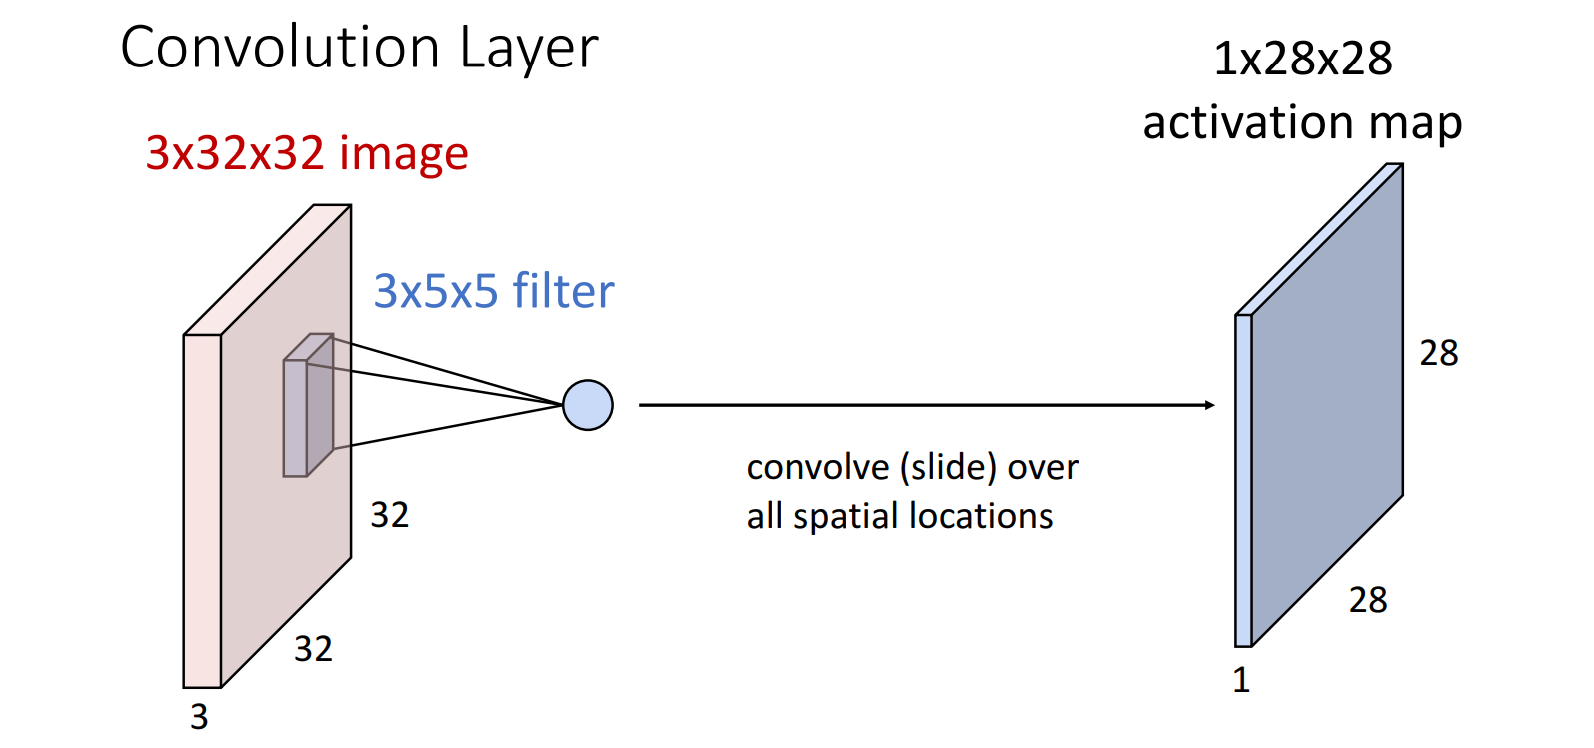 Convolution Layer
3x32x32 image
3x5x5 filter
32
32
3
convolve (slide) over
all spatial locations
1x28x28
activation map
28
28
1